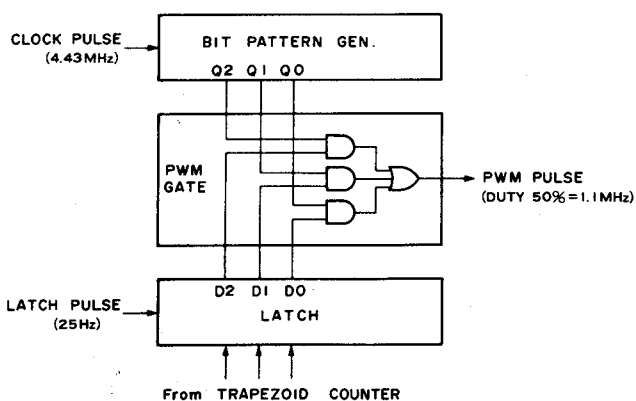 CLOCK PULSE
(4.43MHz)
BIT PATTERN GEN.
Q2 Q1 Q0
PWM
GATE
PWM PULSE
(DUTY 50%=1.1MHz)
D2 D1 D0
LATCH PULSE
(25Hz)
LATCH
From TRAPEZOID COUNTER